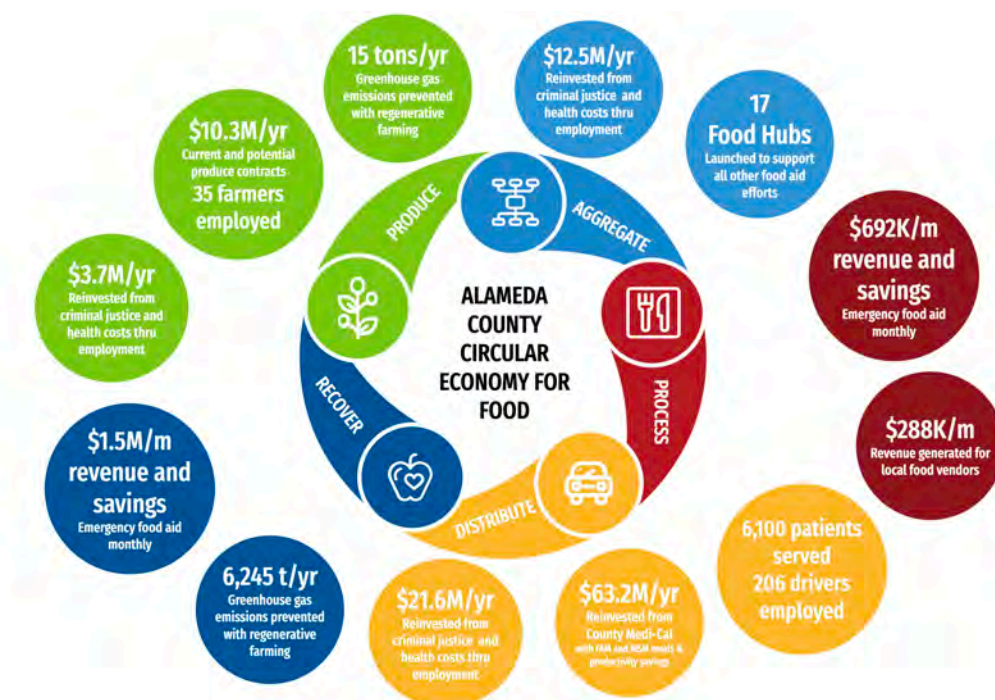 15 tons/yr
Greenhouse gas
emissions prevented
with regenerative
farming
$12.5M/yr
Reinvested from
criminal justice and
health costs thru
employment
17
Food Hubs
Launched to support
all other food aid
efforts
$10.3M/yr
Current and potential
produce contracts
35 farmers
employed
$692K/m
revenue and
savings
Emergency food aid
monthly
$3.7M/yr
Reinvested from
criminal justice and
health costs thru
employment
PRODUCE
AGGREGATE
PROCESS
DISTRIBUTE
RECOVER
ALAMEDA
COUNTY
CIRCULAR
ECONOMY FOR
FOOD
$288K/m
Revenue generated for
local food vendors
$1.5M/m
revenue and
savings
Emergency food aid
monthly
6,100 patients
served
206 drivers
employed
6,245 t/yr
Greenhouse gas
emissions prevented
with regenerative
farming
$21.6M/yr
Reinvested from
criminal justice and
health costs thru
employment
$63.2M/yr
Reinvested from
County Medi-Cal
with FAM and MSM meals &
productivity savings